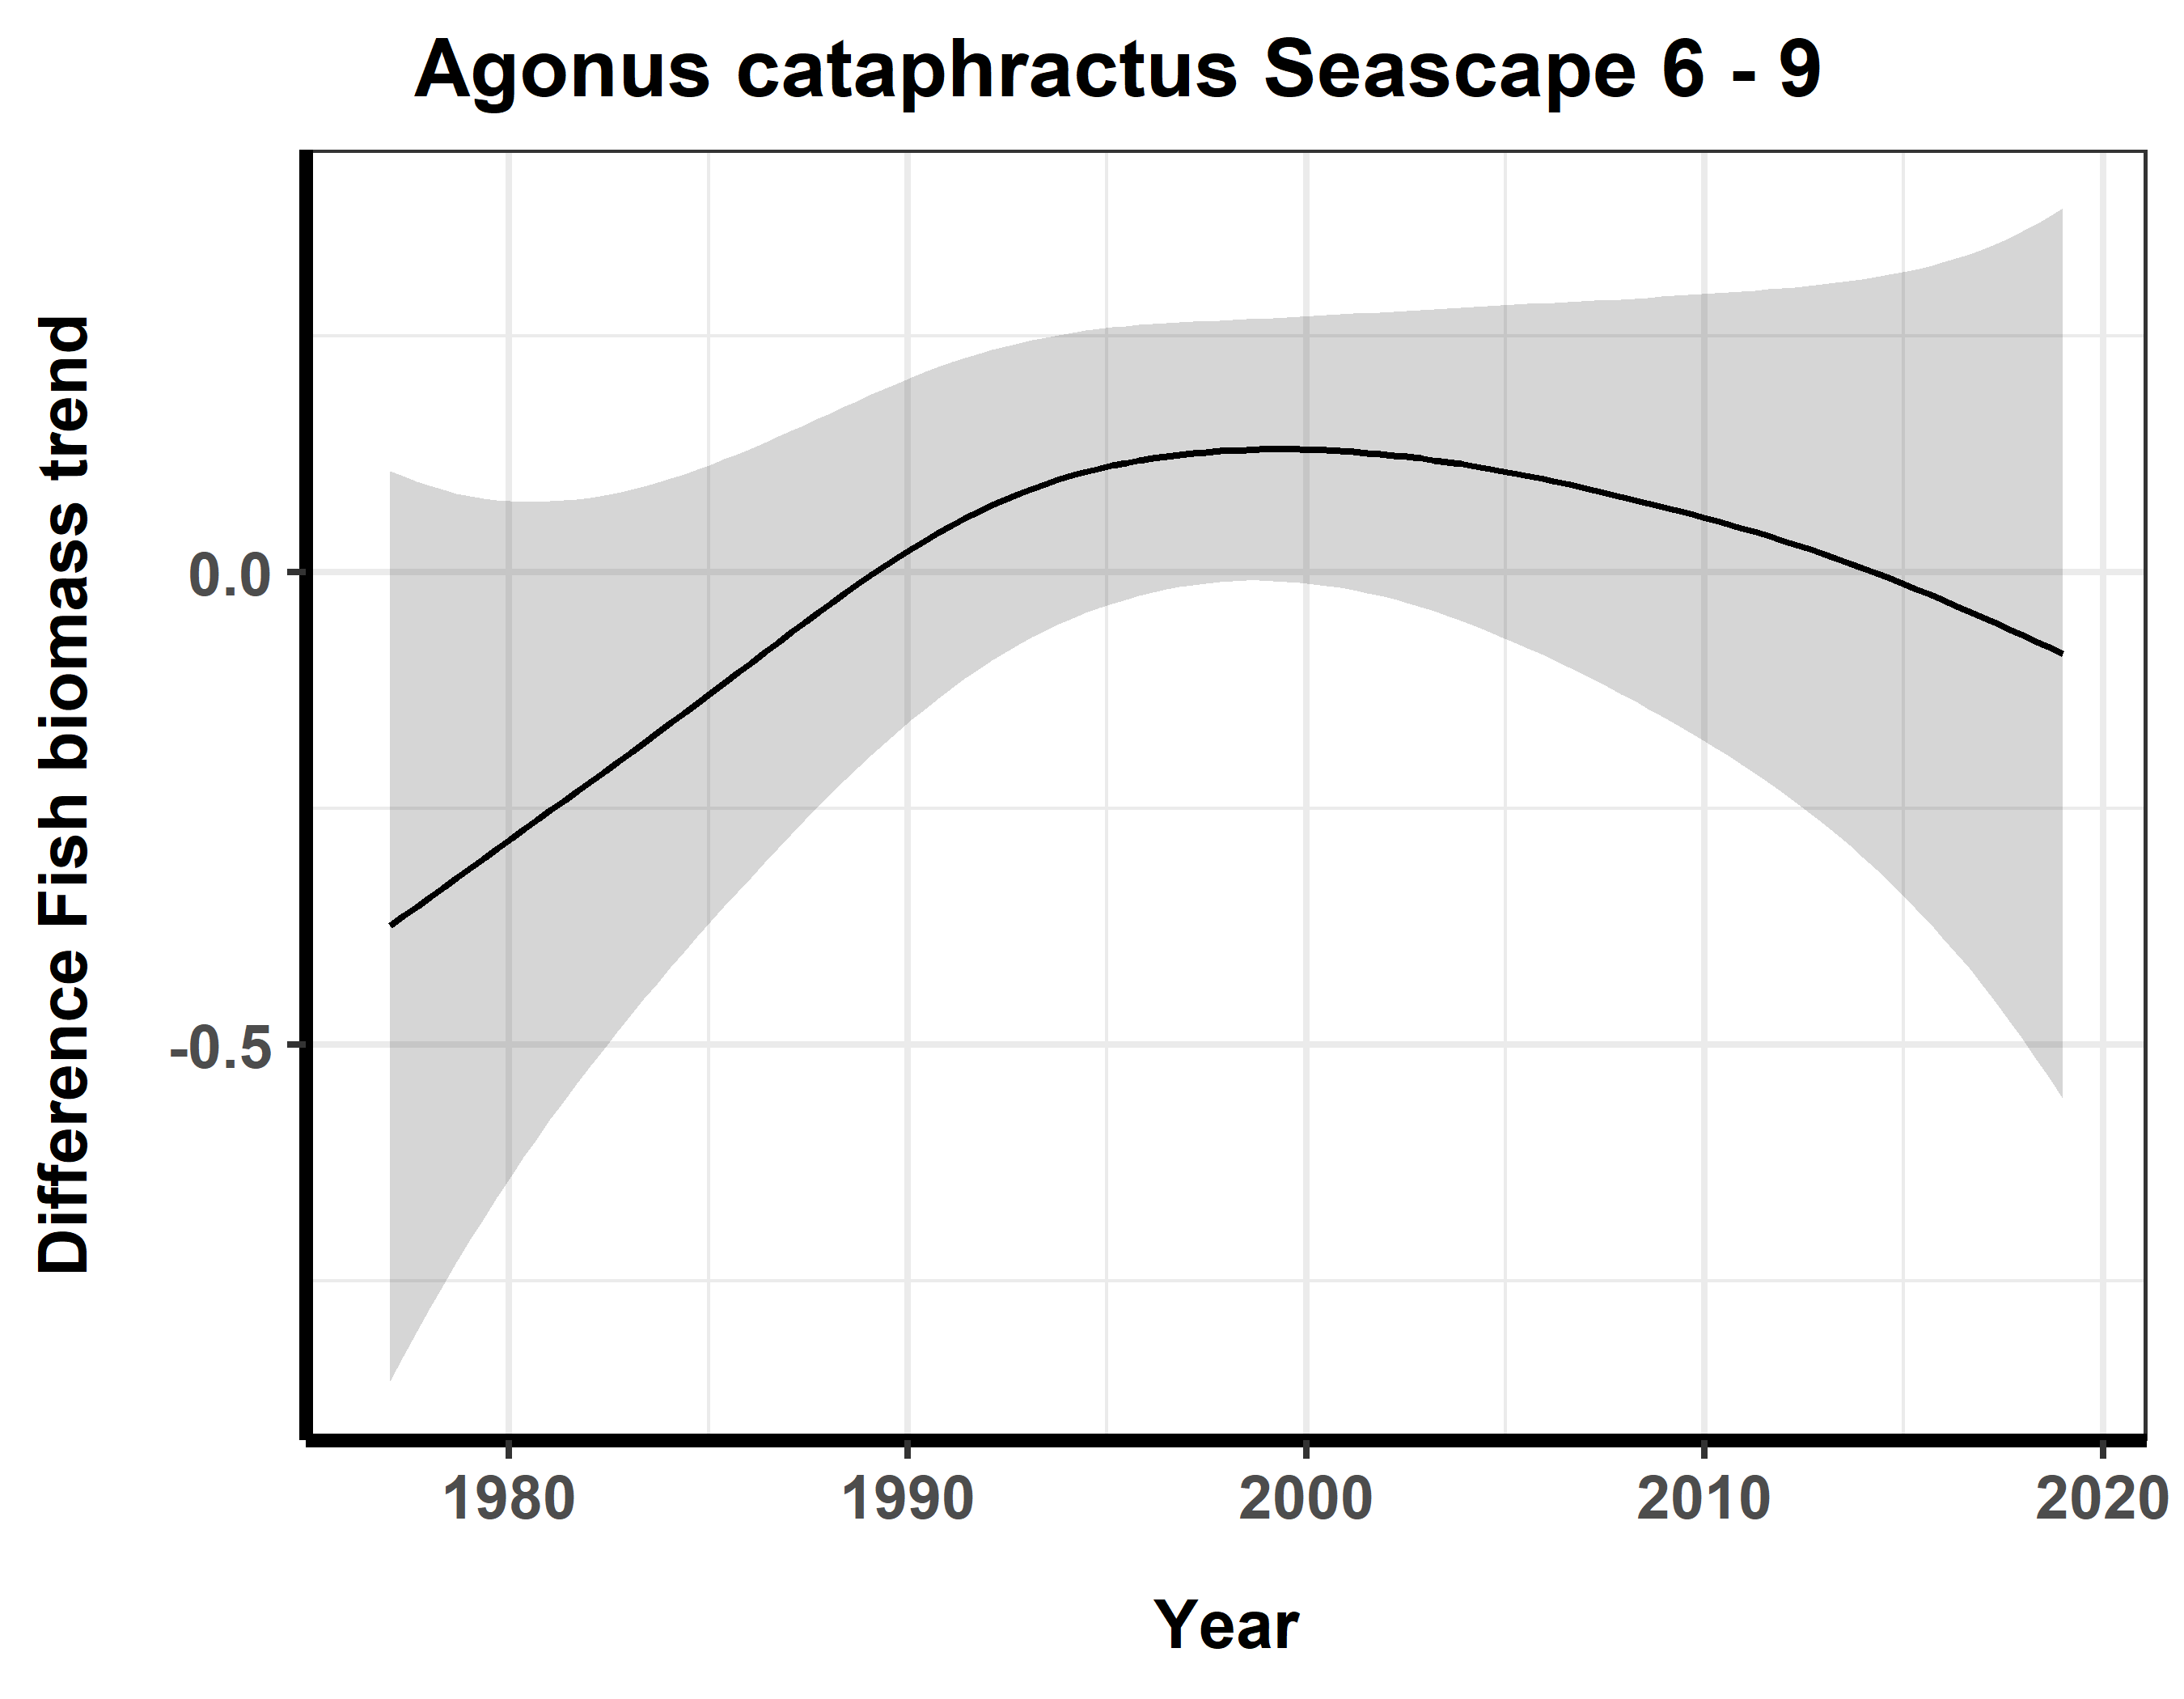 Agonus cataphractus Seascape 6 - 9
Difference Fish biomass trend
0.0
-0.5
1980
1990
2000
2010
2020
Year